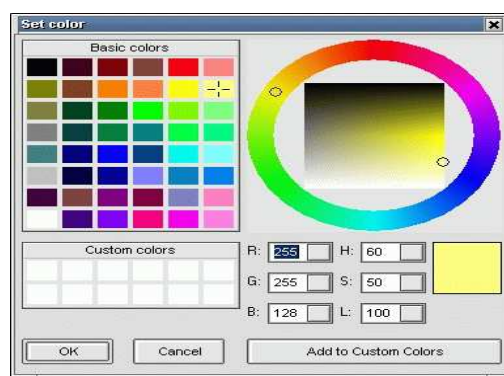 Set color
Basic colors
Custom colors
R: 255 H: 60
G: 255 S: 50
B: 128 L: 100
OK Cancel Add to Custom Colors